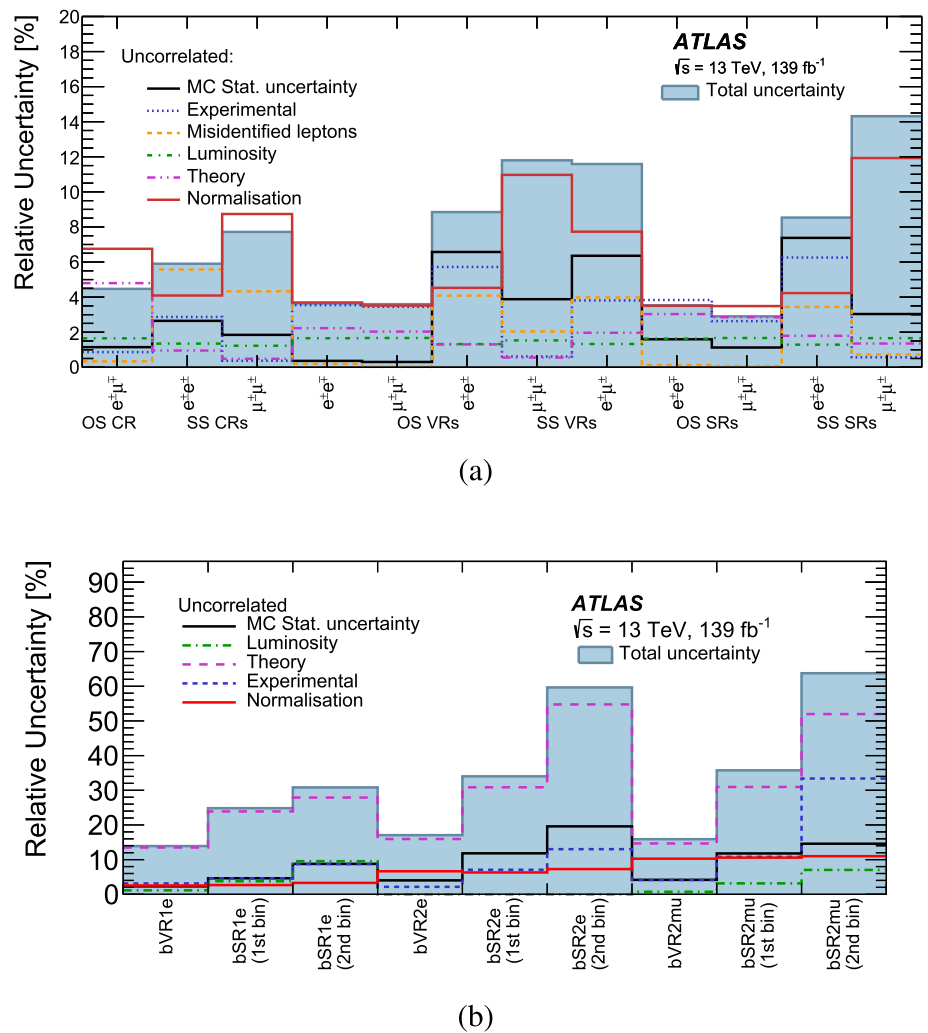 Relative Uncertainty [%]
20
18
16
14
12
10
8
6
4
2
0
Uncorrelated:
MC Stat. uncertainty
Experimental
Misidentified leptons
Luminosity
Theory
Normalisation
ATLAS
√s = 13 TeV, 139 fb⁻¹
Total uncertainty
e±μ∓
e±e±
μ±μ±
e±e∓
μ±μ∓
e±e±
μ±μ±
e±μ±
e±e∓
μ±μ∓
e±e±
μ±μ±
OS CR
SS CRs
OS VRs
SS VRs
OS SRs
SS SRs
(a)
Relative Uncertainty [%]
90
80
70
60
50
40
30
20
10
0
Uncorrelated
MC Stat. uncertainty
Luminosity
Theory
Experimental
Normalisation
ATLAS
√s = 13 TeV, 139 fb⁻¹
Total uncertainty
bVR1e
bSR1e
(1st bin)
bSR1e
(2nd bin)
bVR2e
bSR2e
(1st bin)
bSR2e
(2nd bin)
bVR2mu
bSR2mu
(1st bin)
bSR2mu
(2nd bin)
(b)